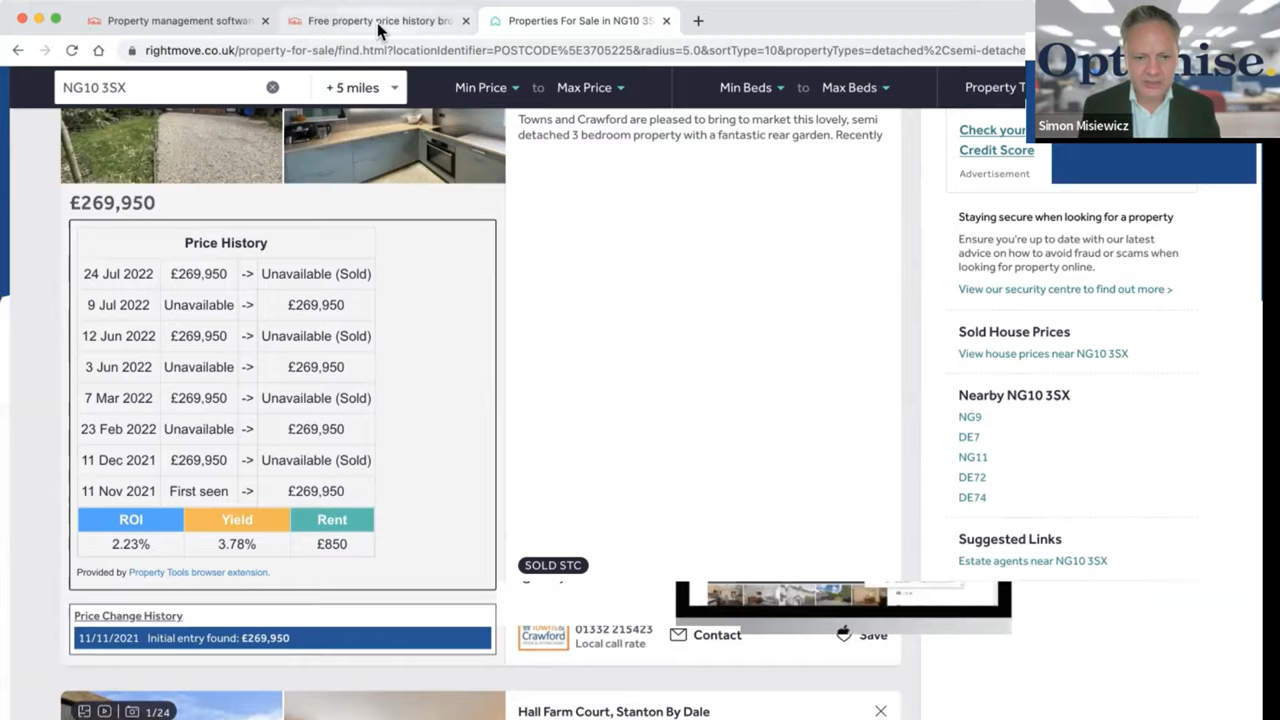 Property management softwar
Free property price history bro
Properties For Sale in NG10 3S
rightmove.co.uk/property-for-sale/find.html?locationIdentifier=POSTCODE%5E3705225&radius=5.0&sortType=10&propertyTypes=detached%2Csemi-detache
NG10 3SX
+ 5 miles
Min Price to Max Price
Min Beds to Max Beds
Property T
Optimise.
Simon Misiewicz
Towns and Crawford are pleased to bring to market this lovely, semi
detached 3 bedroom property with a fantastic rear garden. Recently
£269,950
Price History
24 Jul 2022 £269,950 -> Unavailable (Sold)
9 Jul 2022 Unavailable -> £269,950
12 Jun 2022 £269,950 -> Unavailable (Sold)
3 Jun 2022 Unavailable -> £269,950
7 Mar 2022 £269,950 -> Unavailable (Sold)
23 Feb 2022 Unavailable -> £269,950
11 Dec 2021 £269,950 -> Unavailable (Sold)
11 Nov 2021 First seen -> £269,950
ROI Yield Rent
2.23% 3.78% £850
Provided by Property Tools browser extension.
Price Change History
11/11/2021 Initial entry found: £269,950
SOLD STC
Crawford
01332 215423
Local call rate
Contact
Save
1/24
Hall Farm Court, Stanton By Dale
Check your
Credit Score
Advertisement
Staying secure when looking for a property
Ensure you're up to date with our latest
advice on how to avoid fraud or scams when
looking for property online.
View our security centre to find out more >
Sold House Prices
View house prices near NG10 3SX
Nearby NG10 3SX
NG9
DE7
NG11
DE72
DE74
Suggested Links
Estate agents near NG10 3SX